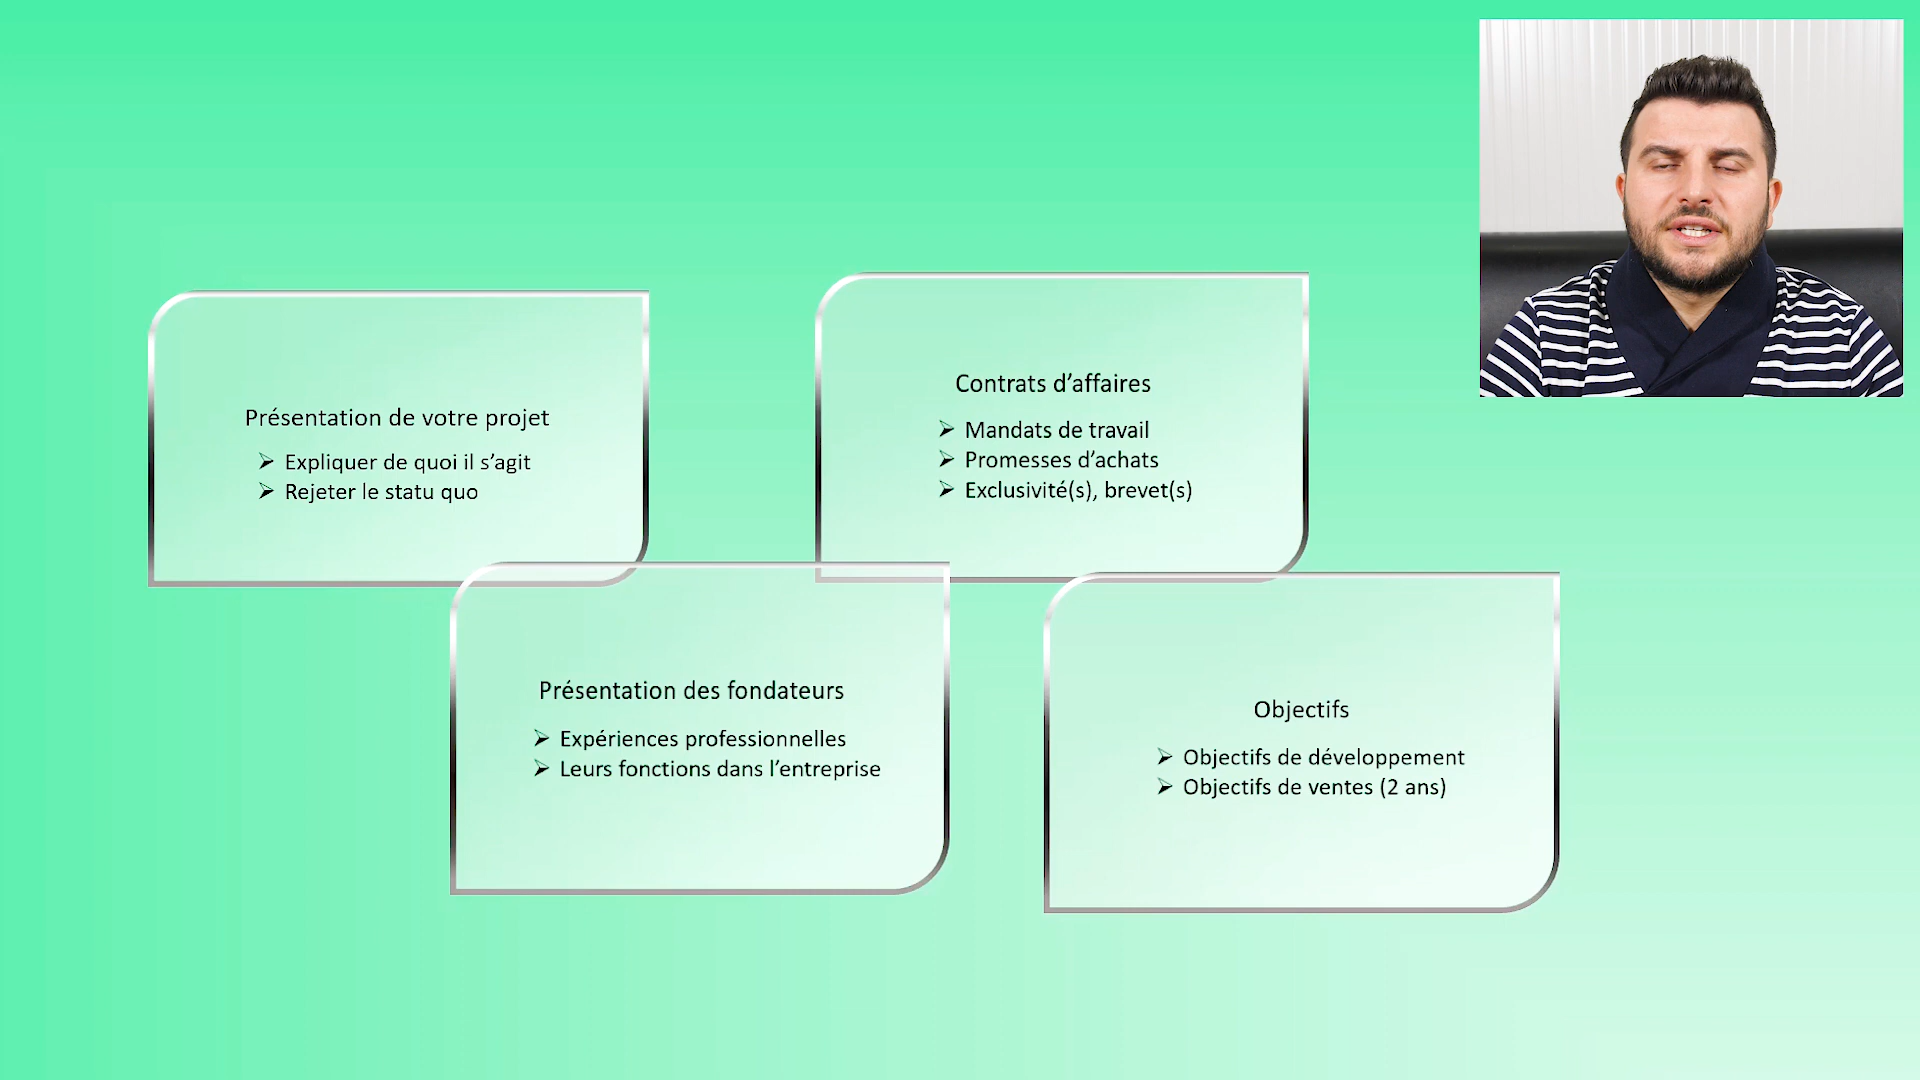 Présentation de votre projet
➢ Expliquer de quoi il s’agit
➢ Rejeter le statu quo
Présentation des fondateurs
➢ Expériences professionnelles
➢ Leurs fonctions dans l’entreprise
Contrats d’affaires
➢ Mandats de travail
➢ Promesses d’achats
➢ Exclusivité(s), brevet(s)
Objectifs
➢ Objectifs de développement
➢ Objectifs de ventes (2 ans)